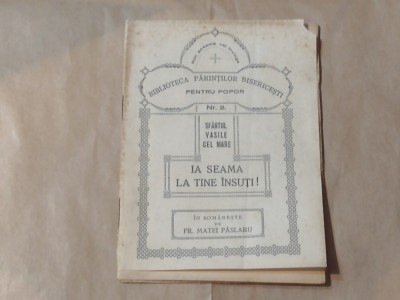 BIBLIOTECA PĂRINȚILOR BISERICEȘTI
PENTRU POPOR
Nr. 2.
SFÂNTUL
VASILE
CEL MARE
IA SEAMA
LA TINE ÎNSUȚI!
ÎN ROMÂNEȘTE
DE
PR. MATEI PÂSLARU